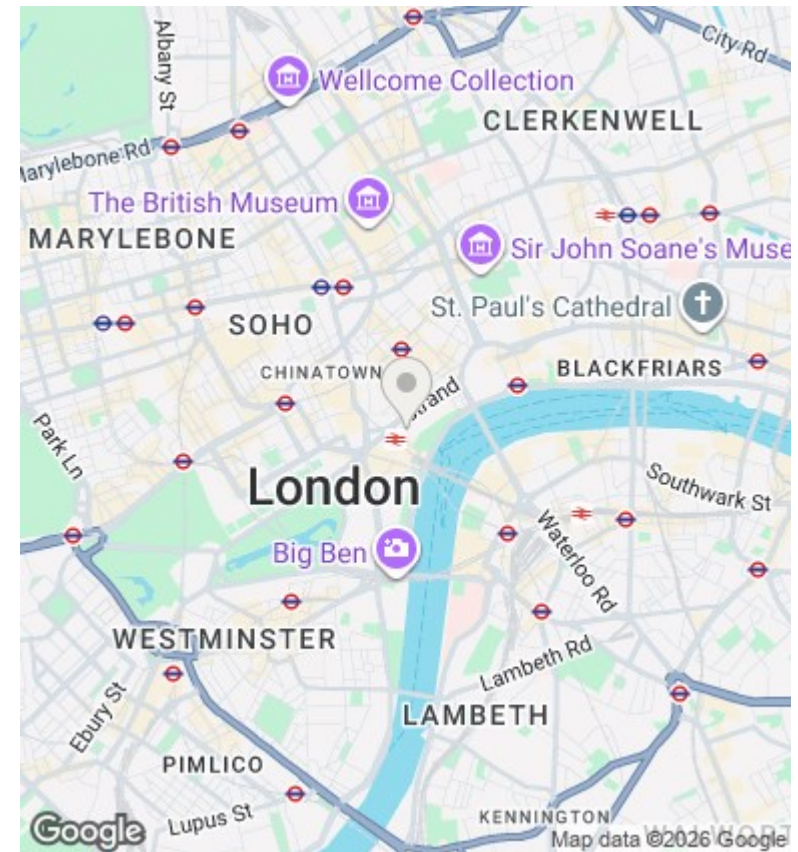 Albany St
City Rd
Wellcome Collection
CLERKENWELL
arylebone Rd
The British Museum
MARYLEBONE
Sir John Soane's Muse
St. Paul's Cathedral
SOHO
CHINATOWN
BLACKFRIARS
Strand
Park Ln
London
Southwark St
Big Ben
Waterloo Rd
WESTMINSTER
Lambeth Rd
Ebury St
LAMBETH
PIMLICO
Lupus St
KENNINGTON
WALWORT
Google
Map data ©2026 Google